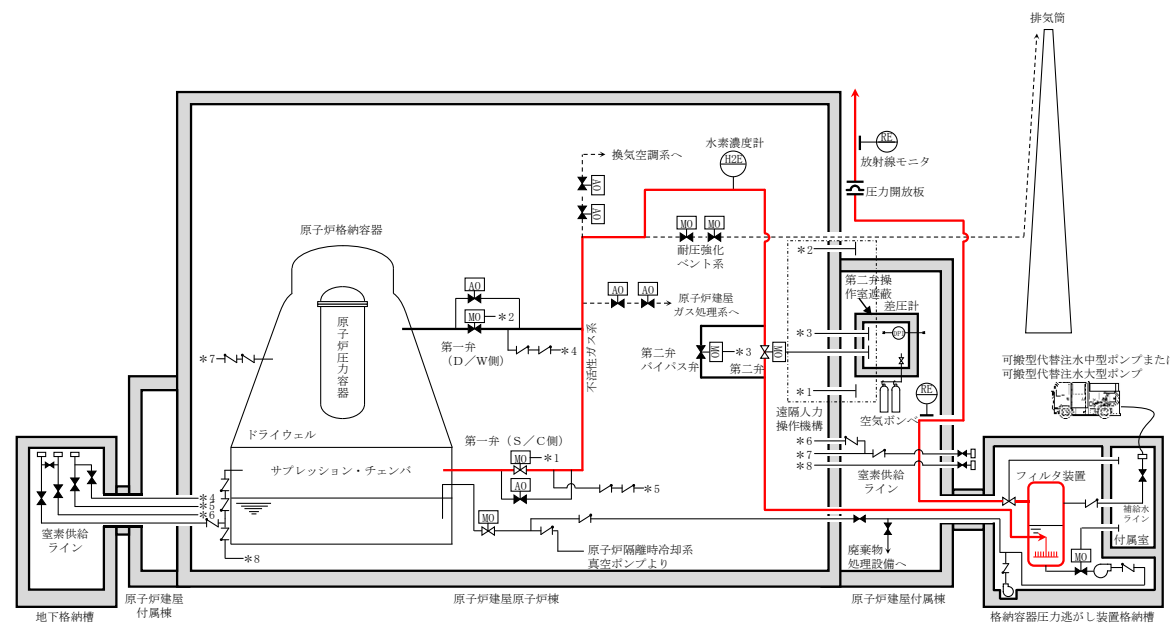 排気筒
水素濃度計
H2E
RE
放射線モニタ
圧力開放板
換気空調系へ
AO
AO
MO
MO
耐圧強化
ベント系
原子炉格納容器
原子炉圧力容器
AO
MO
＊2
第一弁
（D／W側）
＊4
＊7
AO
AO
原子炉建屋
ガス処理系へ
不活性ガス系
第二弁
バイパス弁
MO
＊3
第二弁
MO
＊2
＊3
＊1
遠隔人力
操作機構
第二弁操
作室遮蔽
差圧計
DPI
空気ボンベ
RE
可搬型代替注水中型ポンプまたは
可搬型代替注水大型ポンプ
ドライウェル
サプレッション・チェンバ
第一弁（S／C側）
MO
＊1
AO
＊5
＊6
＊7
＊8
窒素供給
ライン
フィルタ装置
補給水
ライン
付属室
MO
窒素供給
ライン
＊4
＊5
＊6
＊8
MO
原子炉隔離時冷却系
真空ポンプより
廃棄物
処理設備へ
地下格納槽
原子炉建屋
付属棟
原子炉建屋原子炉棟
原子炉建屋付属棟
格納容器圧力逃がし装置格納槽